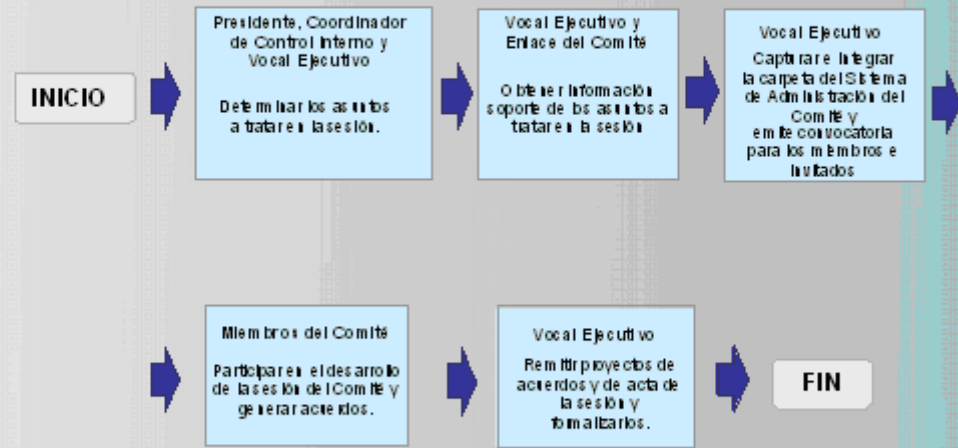 INICIO
Presidente, Coordinador
de Control Interno y
Vocal Ejecutivo
Determinar los asuntos
a tratar en la sesión.
Vocal Ejecutivo y
Enlace del Comité
Obtener información
soporte de los asuntos a
tratar en la sesión
Vocal Ejecutivo
Capturar e integrar
la carpeta del Sistema
de Administración del
Comité y
emite convocatoria
para los miembros e
invitados
Miembros del Comité
Participar en el desarrollo
de la sesión del Comité y
generar acuerdos.
Vocal Ejecutivo
Remitir proyectos de
acuerdos y de acta de
la sesión y
formalizarlos.
FIN